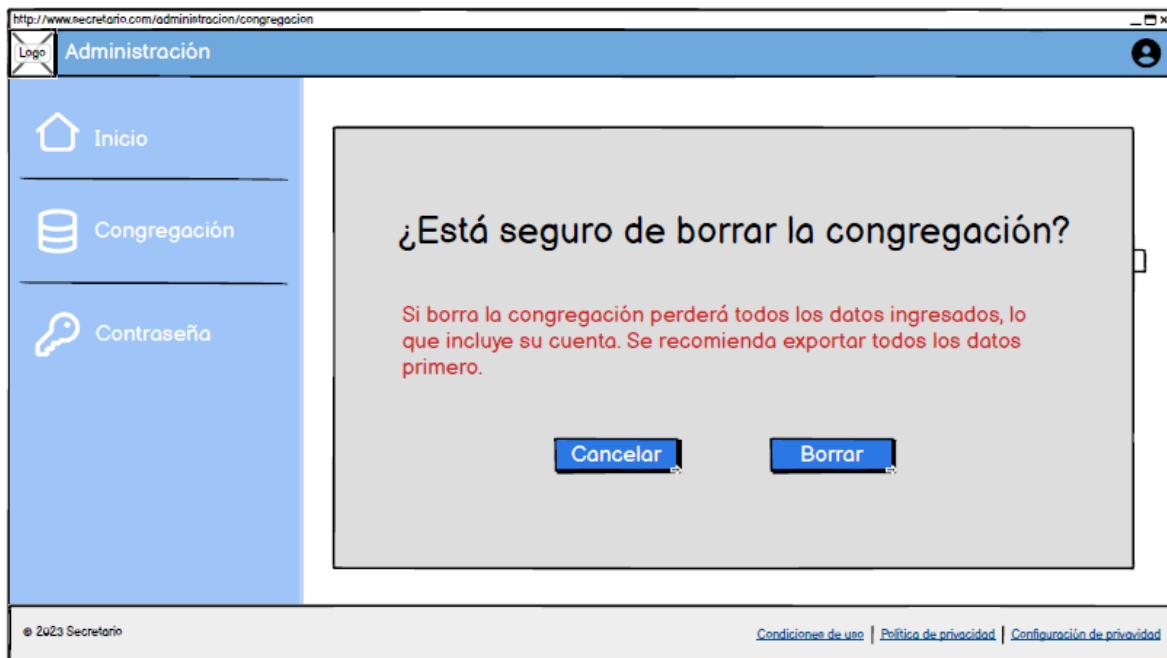 http://www.secretario.com/administracion/congregacion
Logo
Administración
Inicio
Congregación
Contraseña
¿Está seguro de borrar la congregación?
Si borra la congregación perderá todos los datos ingresados, lo
que incluye su cuenta. Se recomienda exportar todos los datos
primero.
Cancelar
Borrar
© 2023 Secretario
Condiciones de uso | Política de privacidad | Configuración de privavidad